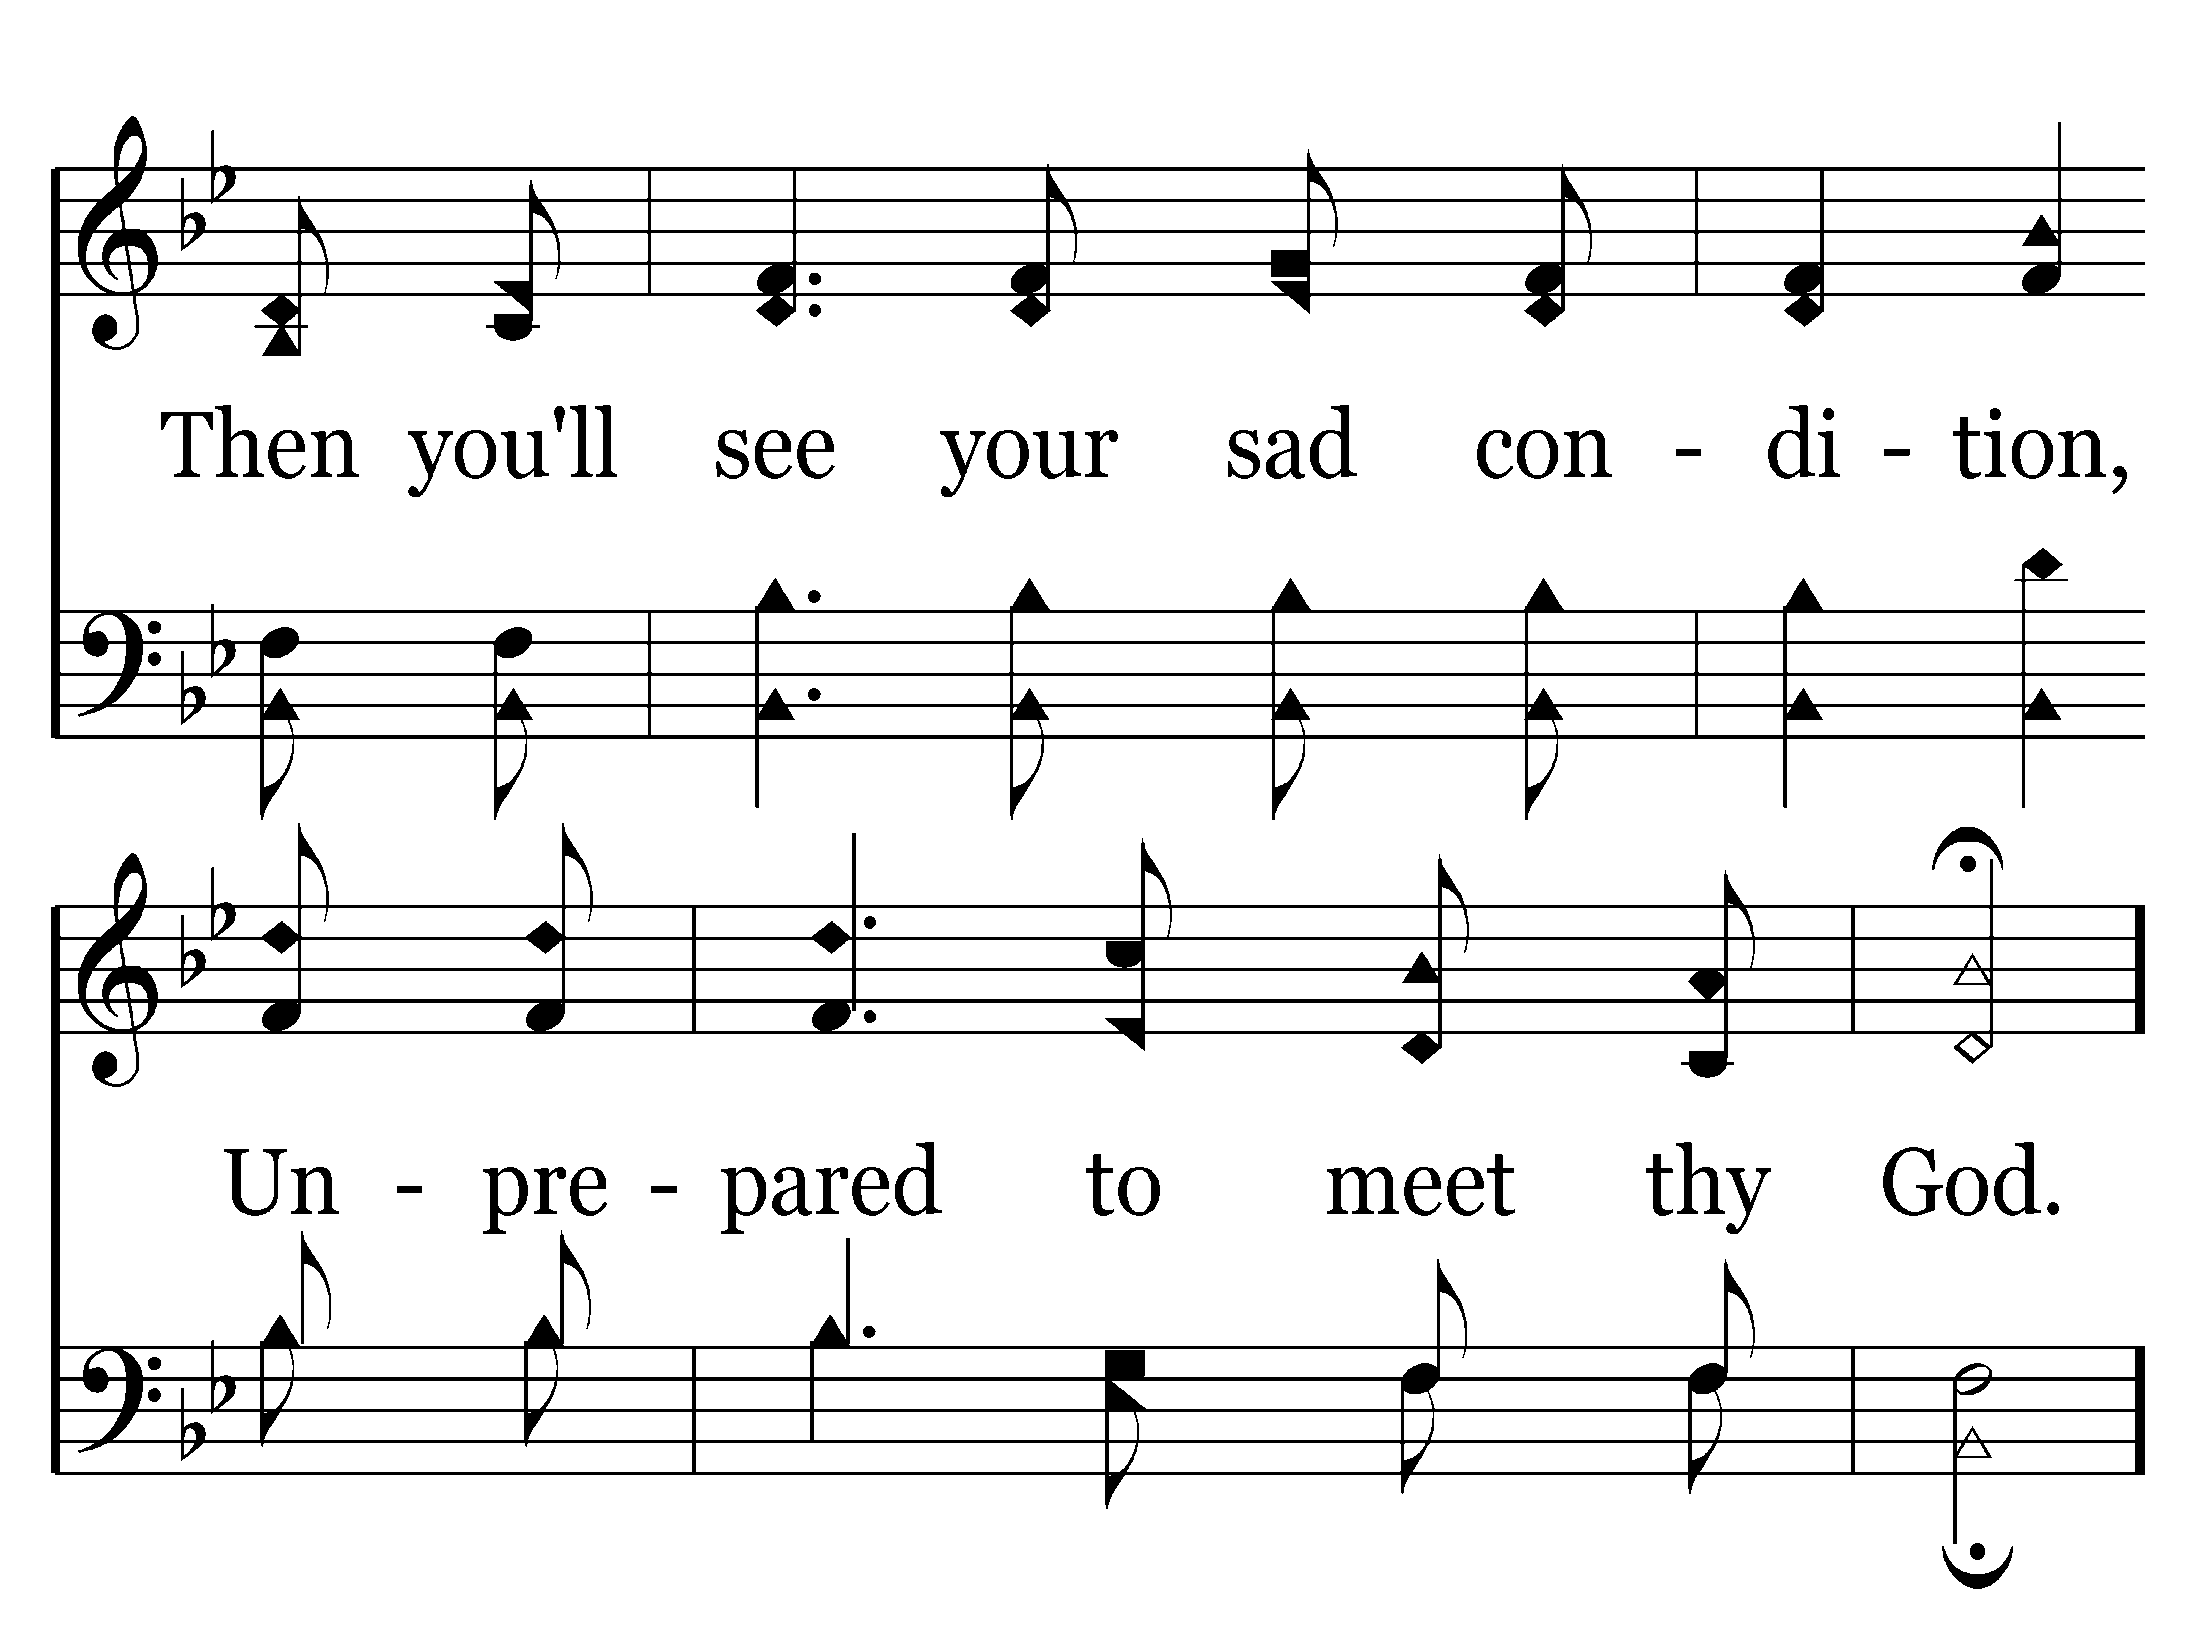 Then you'll see your sad con - di - tion,
Un - pre - pared to meet thy God.